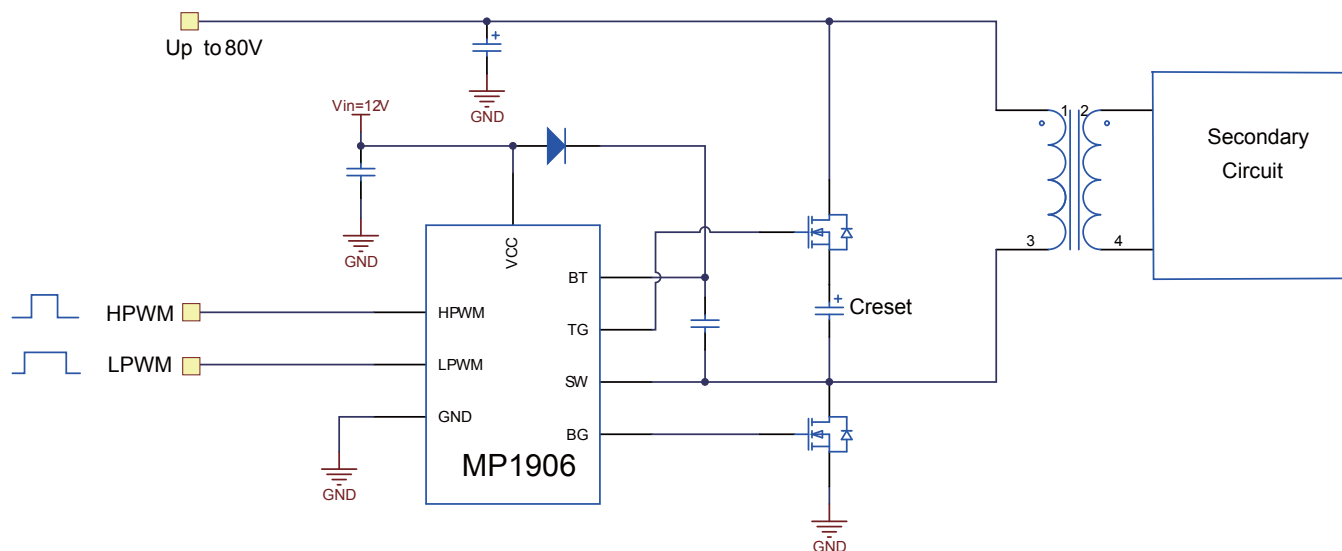 Up to 80V
+
GND
Vin=12V
GND
VCC
1 2
3 4
Secondary
Circuit
BT
HPWM
HPWM
+
Creset
TG
LPWM
LPWM
SW
GND
BG
MP1906
GND
GND